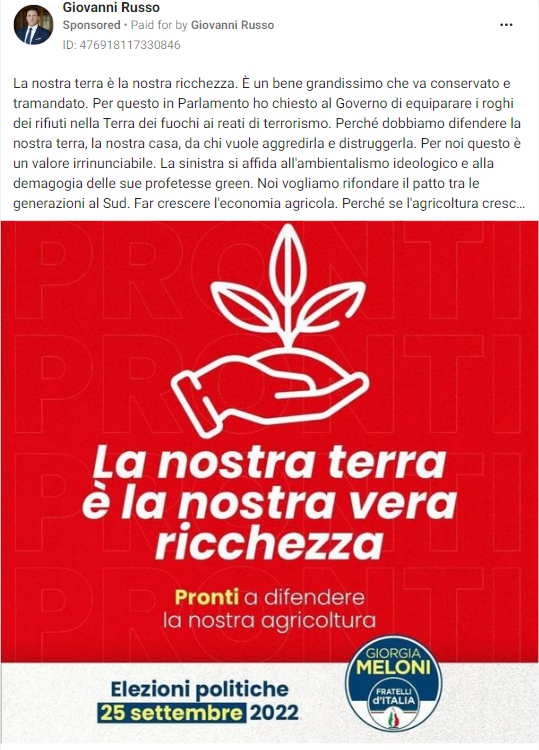 Giovanni Russo
Sponsored • Paid for by Giovanni Russo
ID: 476918117330846
La nostra terra è la nostra ricchezza. È un bene grandissimo che va conservato e
tramandato. Per questo in Parlamento ho chiesto al Governo di equiparare i roghi
dei rifiuti nella Terra dei fuochi ai reati di terrorismo. Perché dobbiamo difendere la
nostra terra, la nostra casa, da chi vuole aggredirla e distruggerla. Per noi questo è
un valore irrinunciabile. La sinistra si affida all'ambientalismo ideologico e alla
demagogia delle sue profetesse green. Noi vogliamo rifondare il patto tra le
generazioni al Sud. Far crescere l'economia agricola. Perché se l'agricoltura cresc...
PRONTI
PRONTI
PRONTI
PRONTI
La nostra terra
è la nostra vera
ricchezza
Pronti a difendere
la nostra agricoltura
Elezioni politiche
25 settembre 2022
GIORGIA
MELONI
FRATELLI
d'ITALIA